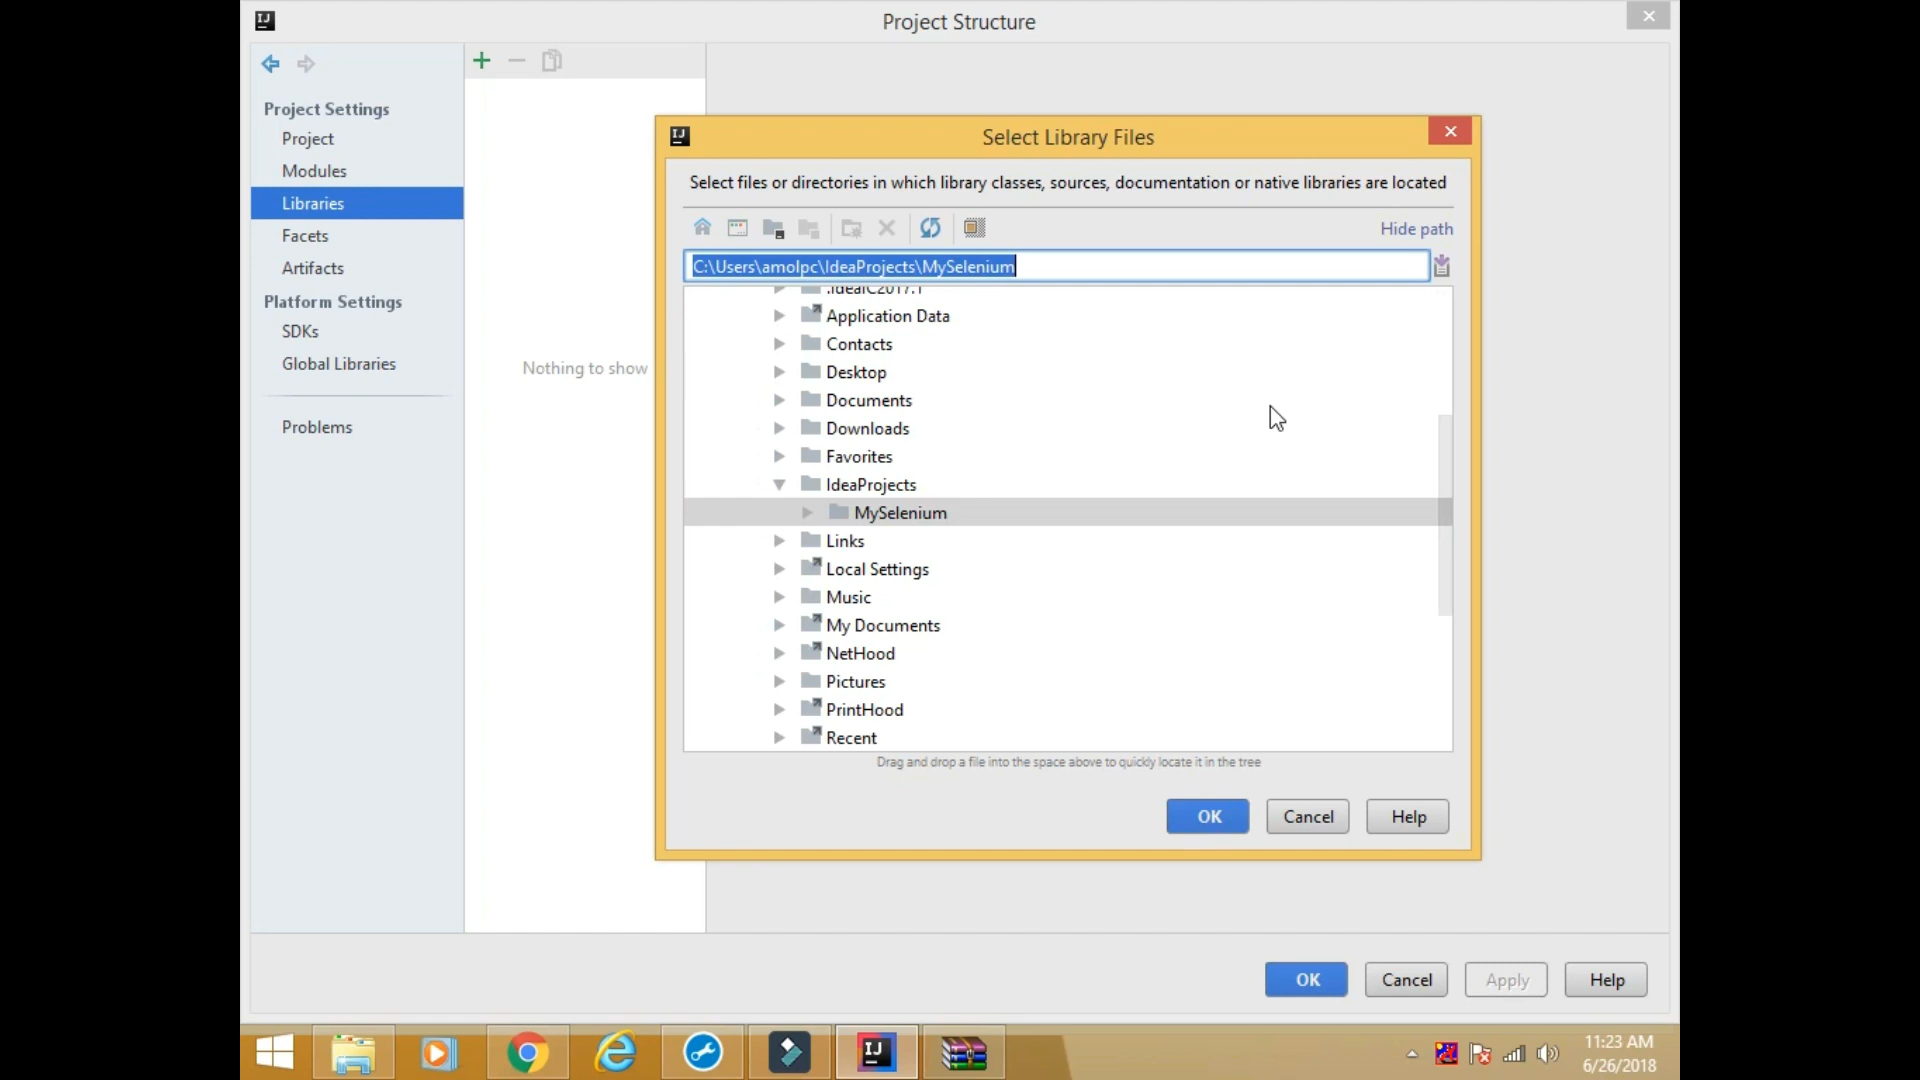 Project Structure
Project Settings
Project
Modules
Libraries
Facets
Artifacts
Platform Settings
SDKs
Global Libraries
Problems
Nothing to show
Select Library Files
Select files or directories in which library classes, sources, documentation or native libraries are located
Hide path
C:\Users\amolpc\IdeaProjects\MySelenium
.IdeaIC2017.1
Application Data
Contacts
Desktop
Documents
Downloads
Favorites
IdeaProjects
MySelenium
Links
Local Settings
Music
My Documents
NetHood
Pictures
PrintHood
Recent
Drag and drop a file into the space above to quickly locate it in the tree
OK Cancel Help
OK Cancel Apply Help
11:23 AM
6/26/2018